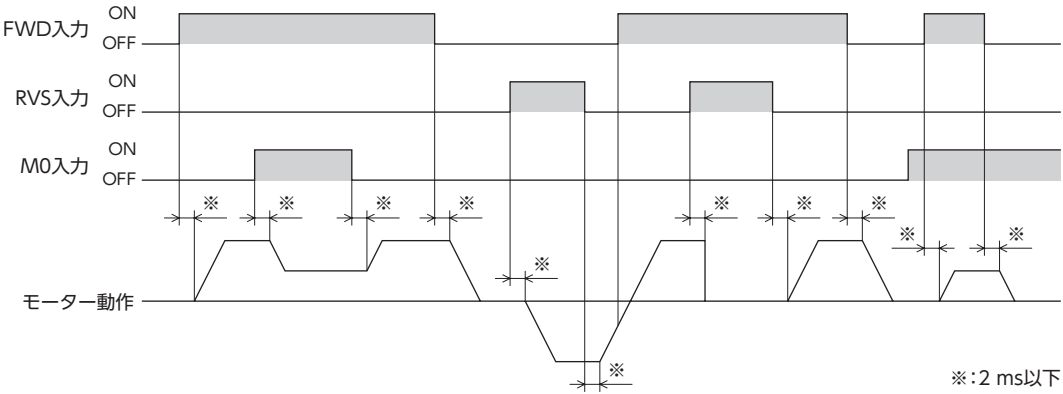 FWD入力 ON
OFF
RVS入力 ON
OFF
M0入力 ON
OFF
※ ※ ※ ※ ※ ※ ※
※ ※
※
モーター動作
※
※:2 ms以下